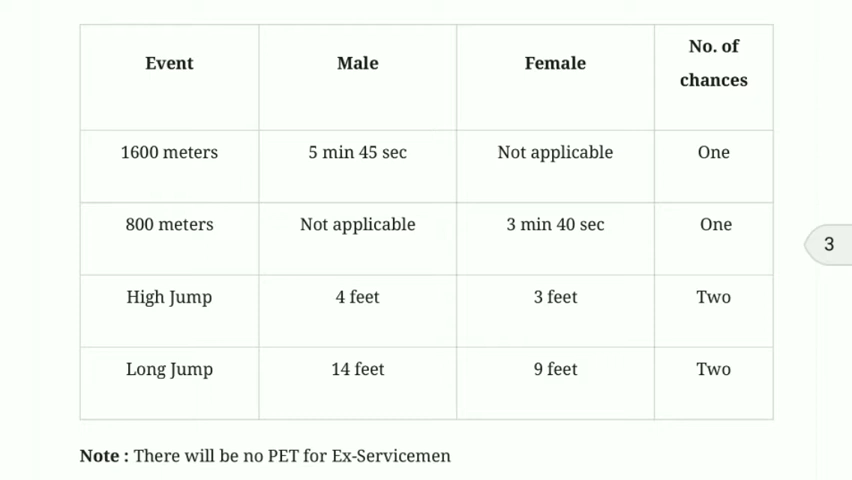 Event Male Female No. of chances
1600 meters 5 min 45 sec Not applicable One
800 meters Not applicable 3 min 40 sec One
High Jump 4 feet 3 feet Two
Long Jump 14 feet 9 feet Two
Note : There will be no PET for Ex-Servicemen
3